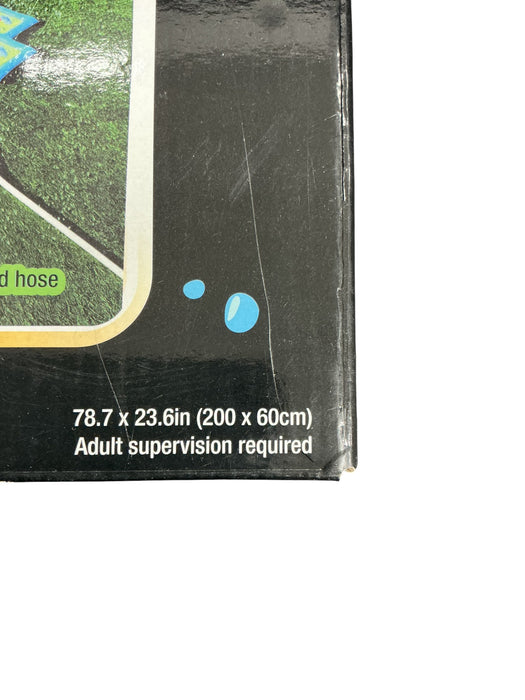 d hose
78.7 x 23.6in (200 x 60cm)
Adult supervision required